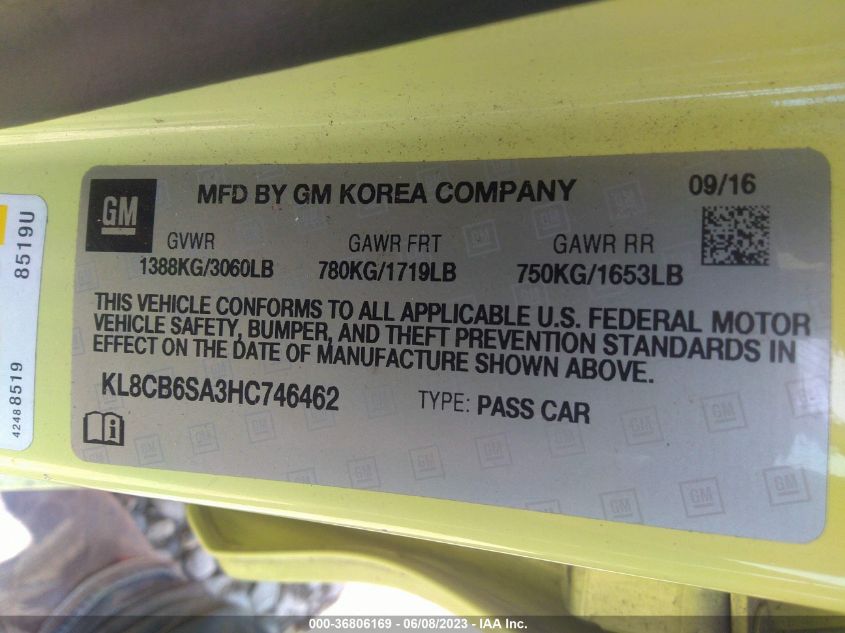 GM
MFD BY GM KOREA COMPANY
09/16
GVWR
1388KG/3060LB
GAWR FRT
780KG/1719LB
GAWR RR
750KG/1653LB
THIS VEHICLE CONFORMS TO ALL APPLICABLE U.S. FEDERAL MOTOR
VEHICLE SAFETY, BUMPER, AND THEFT PREVENTION STANDARDS IN
EFFECT ON THE DATE OF MANUFACTURE SHOWN ABOVE.
KL8CB6SA3HC746462
TYPE: PASS CAR
8519U
42488519
000-36806169 - 06/08/2023 - IAA Inc.